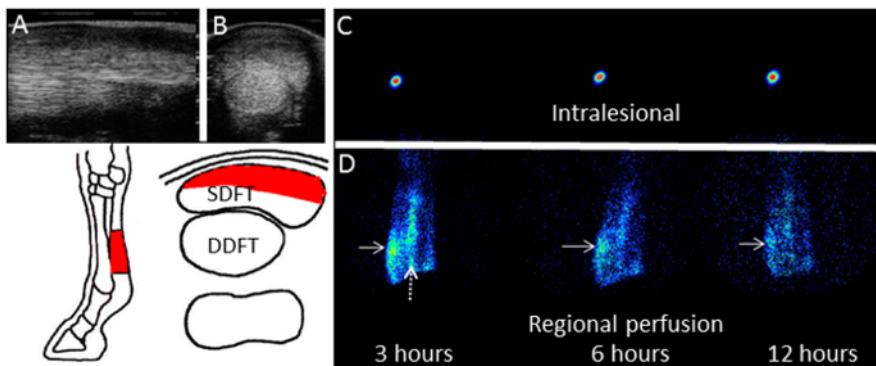 A
B
C
Intralesional
SDFT
DDFT
D
Regional perfusion
3 hours
6 hours
12 hours